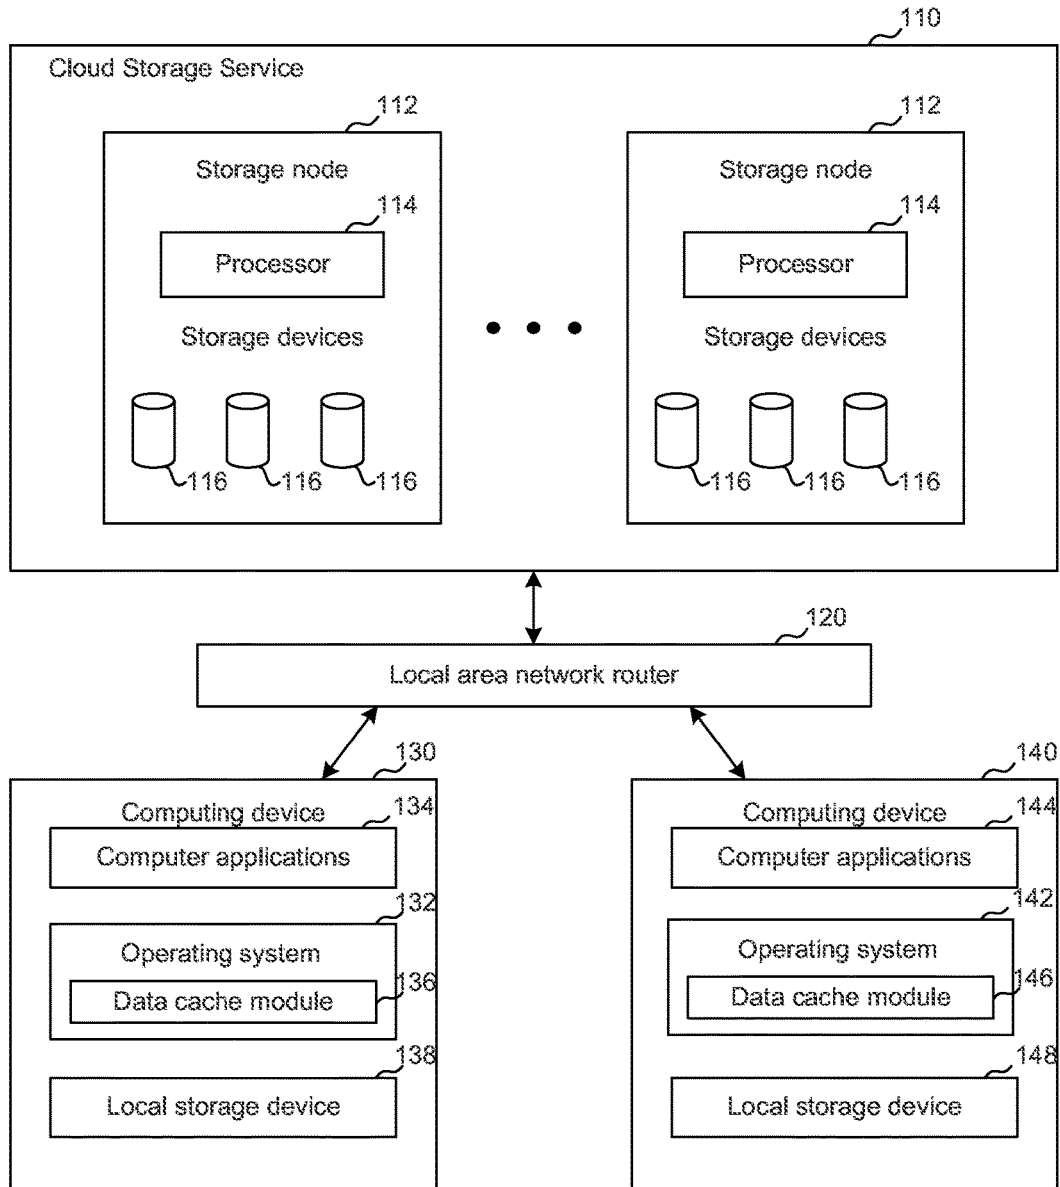 110
Cloud Storage Service
112
112
Storage node
Storage node
114
114
Processor
Processor
Storage devices
Storage devices
116
116
116
116
116
116
120
Local area network router
130
140
Computing device
134
Computing device
144
Computer applications
Computer applications
132
142
Operating system
Operating system
Data cache module
136
Data cache module
146
138
148
Local storage device
Local storage device